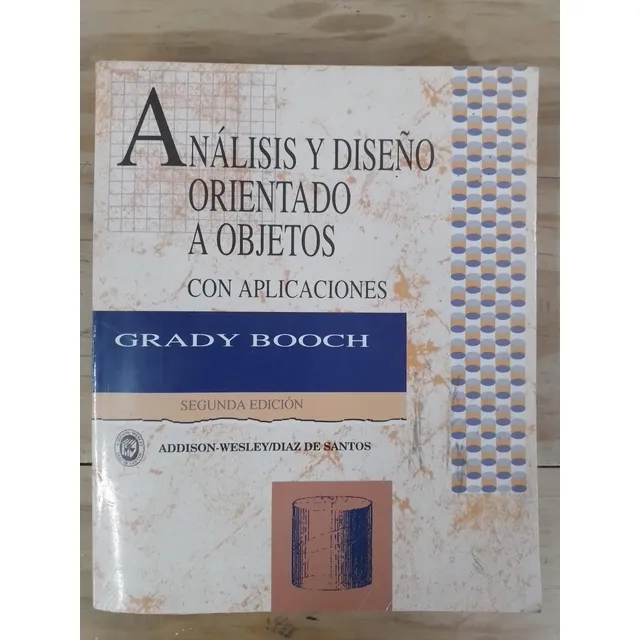 ANÁLISIS Y DISEÑO
ORIENTADO
A OBJETOS
CON APLICACIONES
GRADY BOOCH
SEGUNDA EDICIÓN
ADDISON-WESLEY/DIAZ DE SANTOS